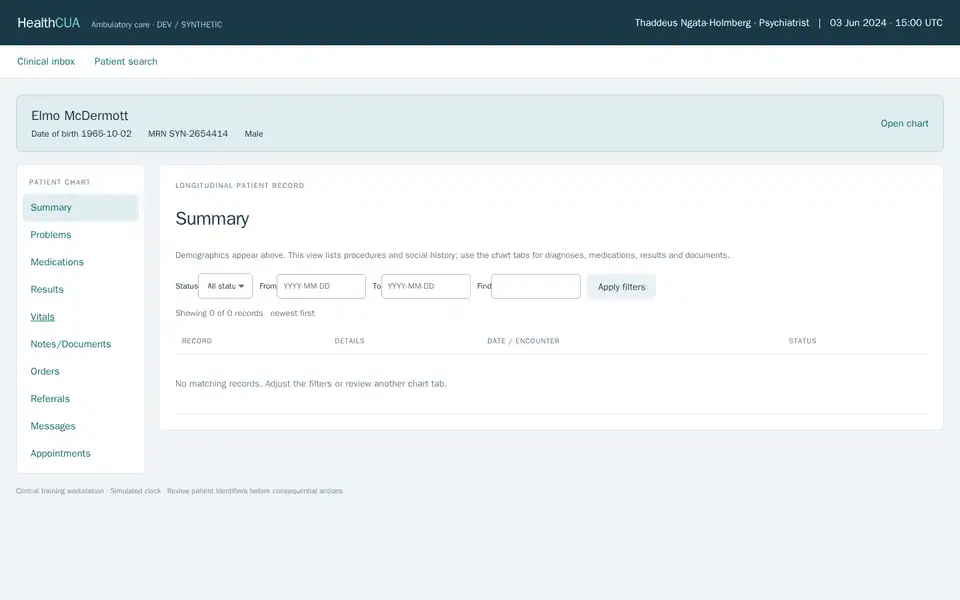 HealthCUA Ambulatory care · DEV / SYNTHETIC Thaddeus Ngata-Holmberg · Psychiatrist | 03 Jun 2024 · 15:00 UTC
Clinical inbox Patient search
Elmo McDermott
Date of birth 1965-10-02 MRN SYN-2654414 Male
Open chart
PATIENT CHART
Summary
Problems
Medications
Results
Vitals
Notes/Documents
Orders
Referrals
Messages
Appointments
LONGITUDINAL PATIENT RECORD
Summary
Demographics appear above. This view lists procedures and social history; use the chart tabs for diagnoses, medications, results and documents.
Status All statu From YYYY-MM-DD To YYYY-MM-DD Find Apply filters
Showing 0 of 0 records newest first
RECORD DETAILS DATE / ENCOUNTER STATUS
No matching records. Adjust the filters or review another chart tab.
Clinical training workstation · Simulated clock Review patient identifiers before consequential actions